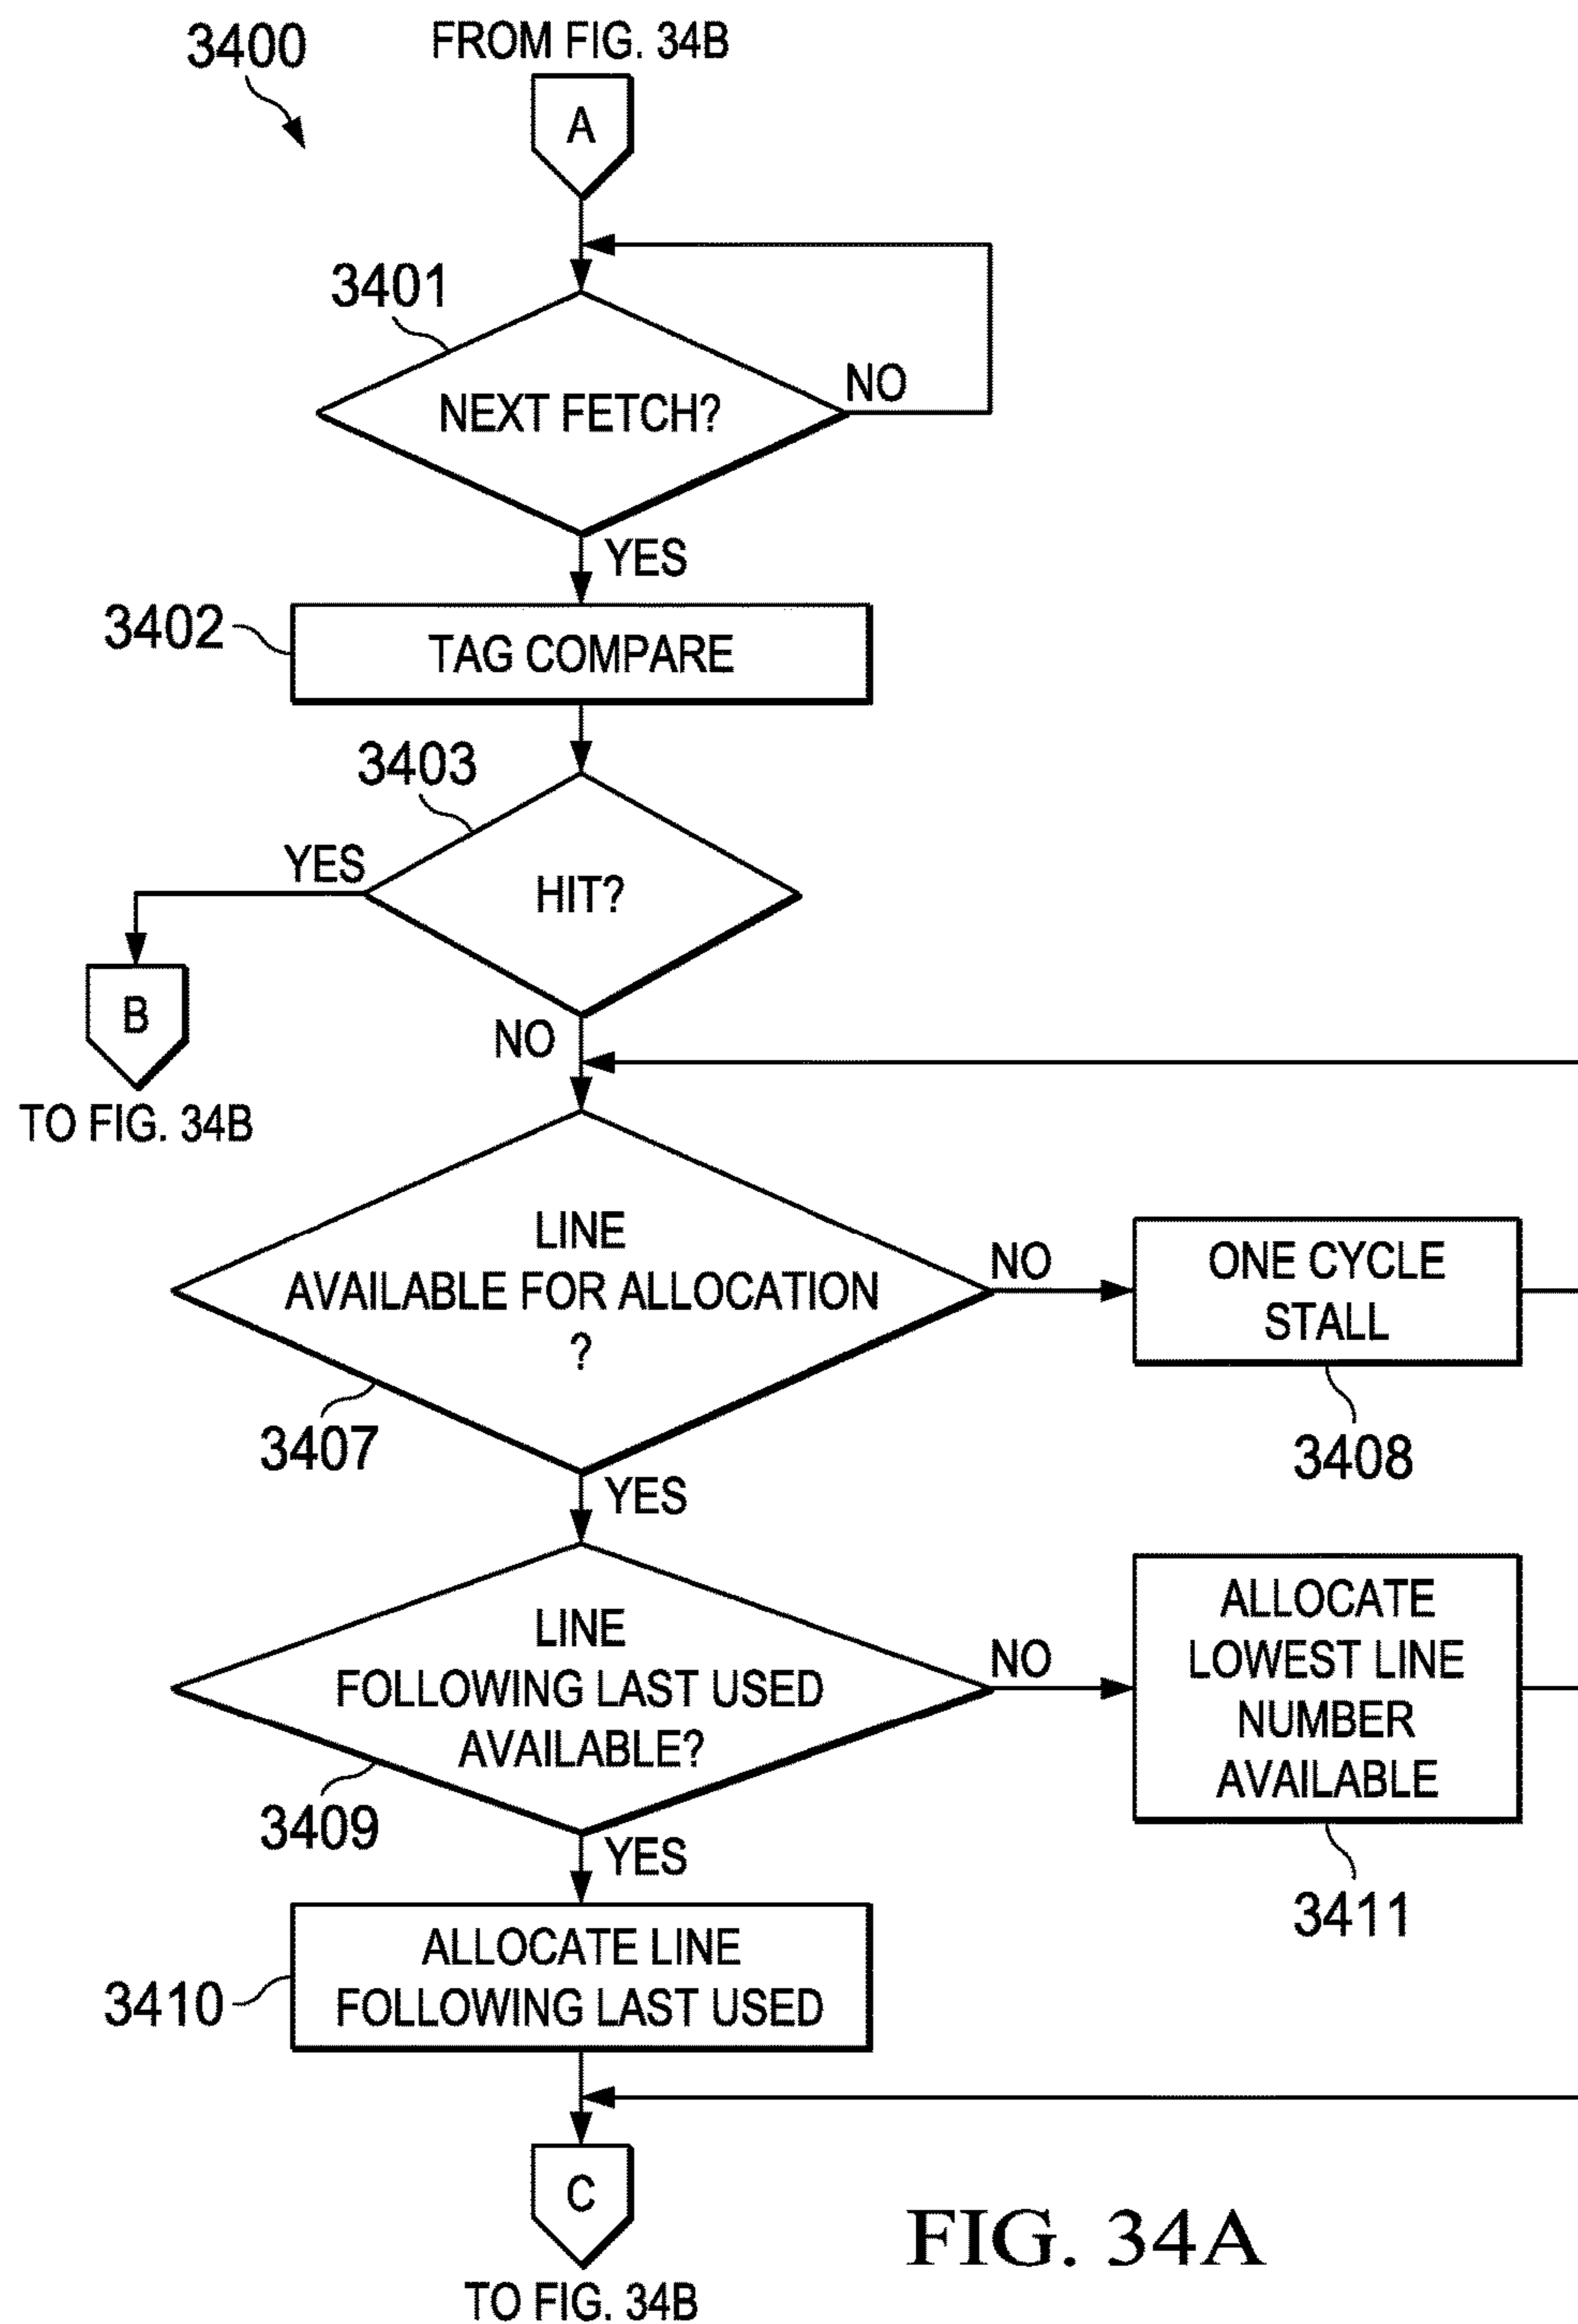 3400
FROM FIG. 34B
A
3401
NEXT FETCH?
NO
YES
3402
TAG COMPARE
3403
YES
HIT?
B
NO
TO FIG. 34B
LINE
AVAILABLE FOR ALLOCATION
?
NO
ONE CYCLE
STALL
3407
3408
YES
LINE
FOLLOWING LAST USED
AVAILABLE?
NO
ALLOCATE
LOWEST LINE
NUMBER
AVAILABLE
3409
3411
YES
3410
ALLOCATE LINE
FOLLOWING LAST USED
C
TO FIG. 34B
FIG. 34A